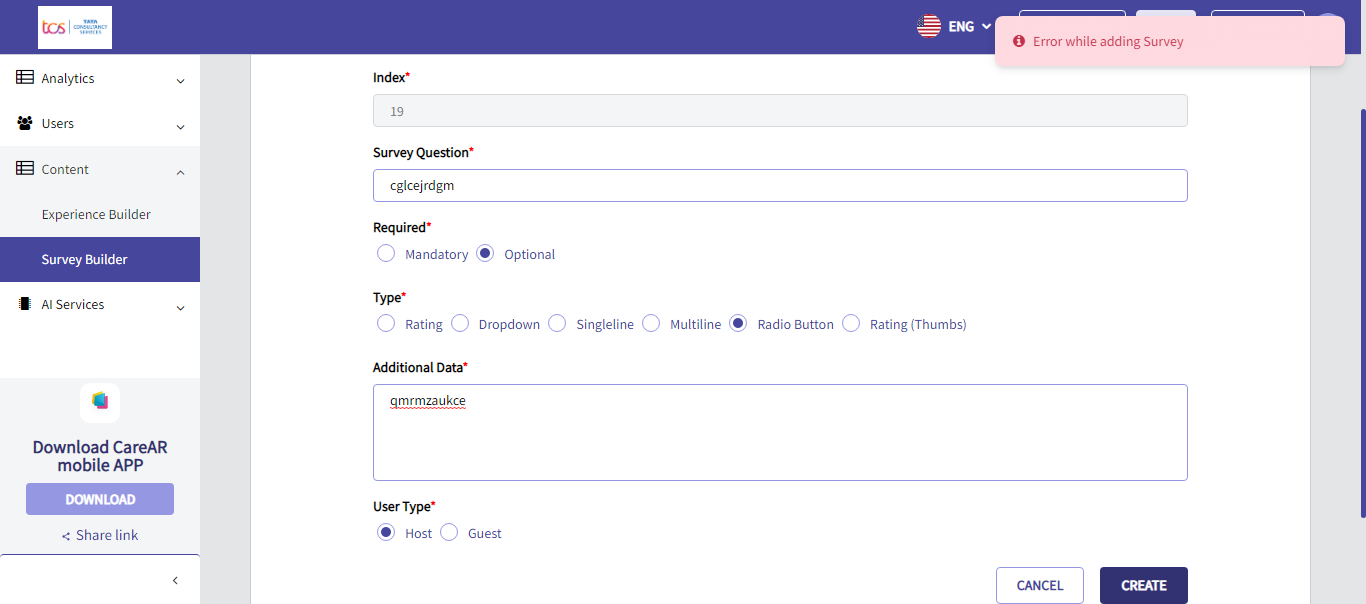 tcs TATA
CONSULTANCY
SERVICES
ENG
Error while adding Survey
Analytics
Users
Content
Experience Builder
Survey Builder
AI Services
Download CareAR
mobile APP
DOWNLOAD
Share link
Index*
19
Survey Question*
cglcejrdgm
Required*
Mandatory Optional
Type*
Rating Dropdown Singleline Multiline Radio Button Rating (Thumbs)
Additional Data*
qmrmzaukce
User Type*
Host Guest
CANCEL CREATE